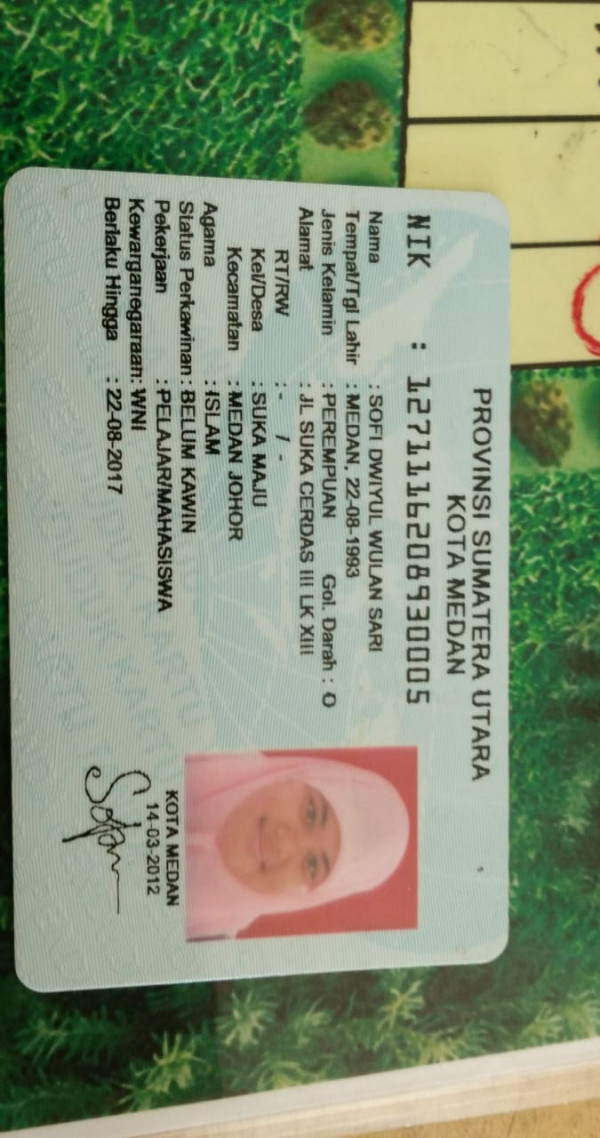 PROVINSI SUMATERA UTARA
KOTA MEDAN
NIK : 1271116208930005
Nama : SOFI DWIYUL WULAN SARI
Tempat/Tgl Lahir : MEDAN, 22-08-1993
Jenis Kelamin : PEREMPUAN Gol. Darah : O
Alamat : JL SUKA CERDAS III LK XIII
RT/RW : - / -
Kel/Desa : SUKA MAJU
Kecamatan : MEDAN JOHOR
Agama : ISLAM
Status Perkawinan : BELUM KAWIN
Pekerjaan : PELAJAR/MAHASISWA
Kewarganegaraan: WNI
Berlaku Hingga : 22-08-2017
KOTA MEDAN
14-03-2012